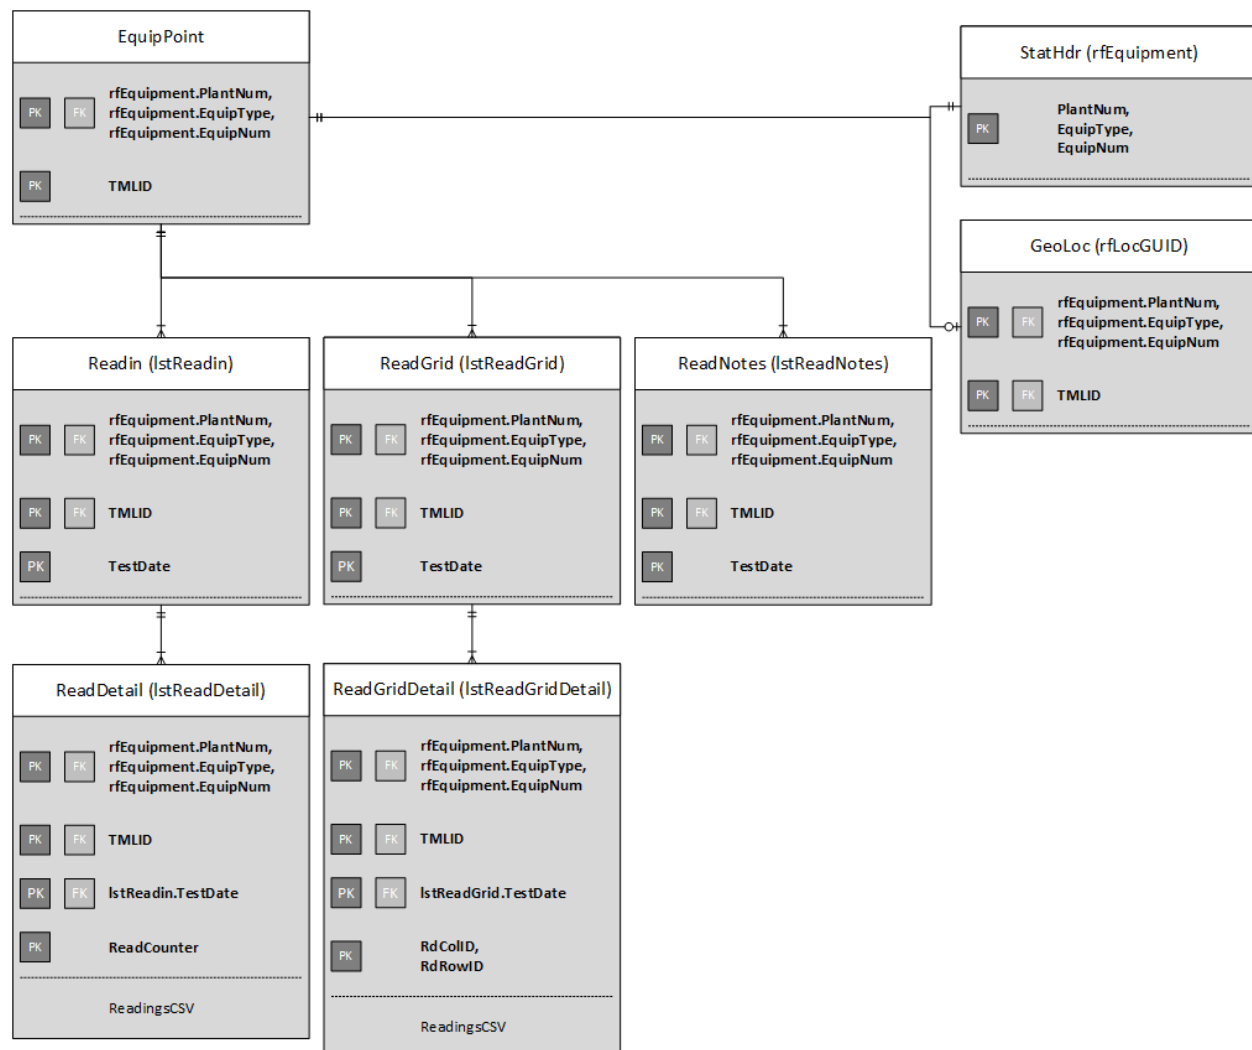 EquipPoint
PK FK rfEquipment.PlantNum,
rfEquipment.EquipType,
rfEquipment.EquipNum
PK TMLID
StatHdr (rfEquipment)
PK PlantNum,
EquipType,
EquipNum
GeoLoc (rfLocGUID)
PK FK rfEquipment.PlantNum,
rfEquipment.EquipType,
rfEquipment.EquipNum
PK FK TMLID
Readin (lstReadin)
PK FK rfEquipment.PlantNum,
rfEquipment.EquipType,
rfEquipment.EquipNum
PK FK TMLID
PK TestDate
ReadGrid (lstReadGrid)
PK FK rfEquipment.PlantNum,
rfEquipment.EquipType,
rfEquipment.EquipNum
PK FK TMLID
PK TestDate
ReadNotes (lstReadNotes)
PK FK rfEquipment.PlantNum,
rfEquipment.EquipType,
rfEquipment.EquipNum
PK FK TMLID
PK TestDate
ReadDetail (lstReadDetail)
PK FK rfEquipment.PlantNum,
rfEquipment.EquipType,
rfEquipment.EquipNum
PK FK TMLID
PK FK lstReadin.TestDate
PK ReadCounter
ReadingsCSV
ReadGridDetail (lstReadGridDetail)
PK FK rfEquipment.PlantNum,
rfEquipment.EquipType,
rfEquipment.EquipNum
PK FK TMLID
PK FK lstReadGrid.TestDate
PK RdColID,
RdRowID
ReadingsCSV